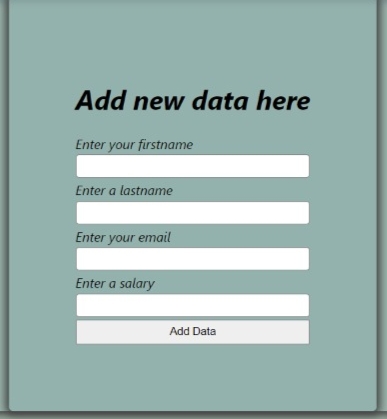 Add new data here
Enter your firstname
Enter a lastname
Enter your email
Enter a salary
Add Data